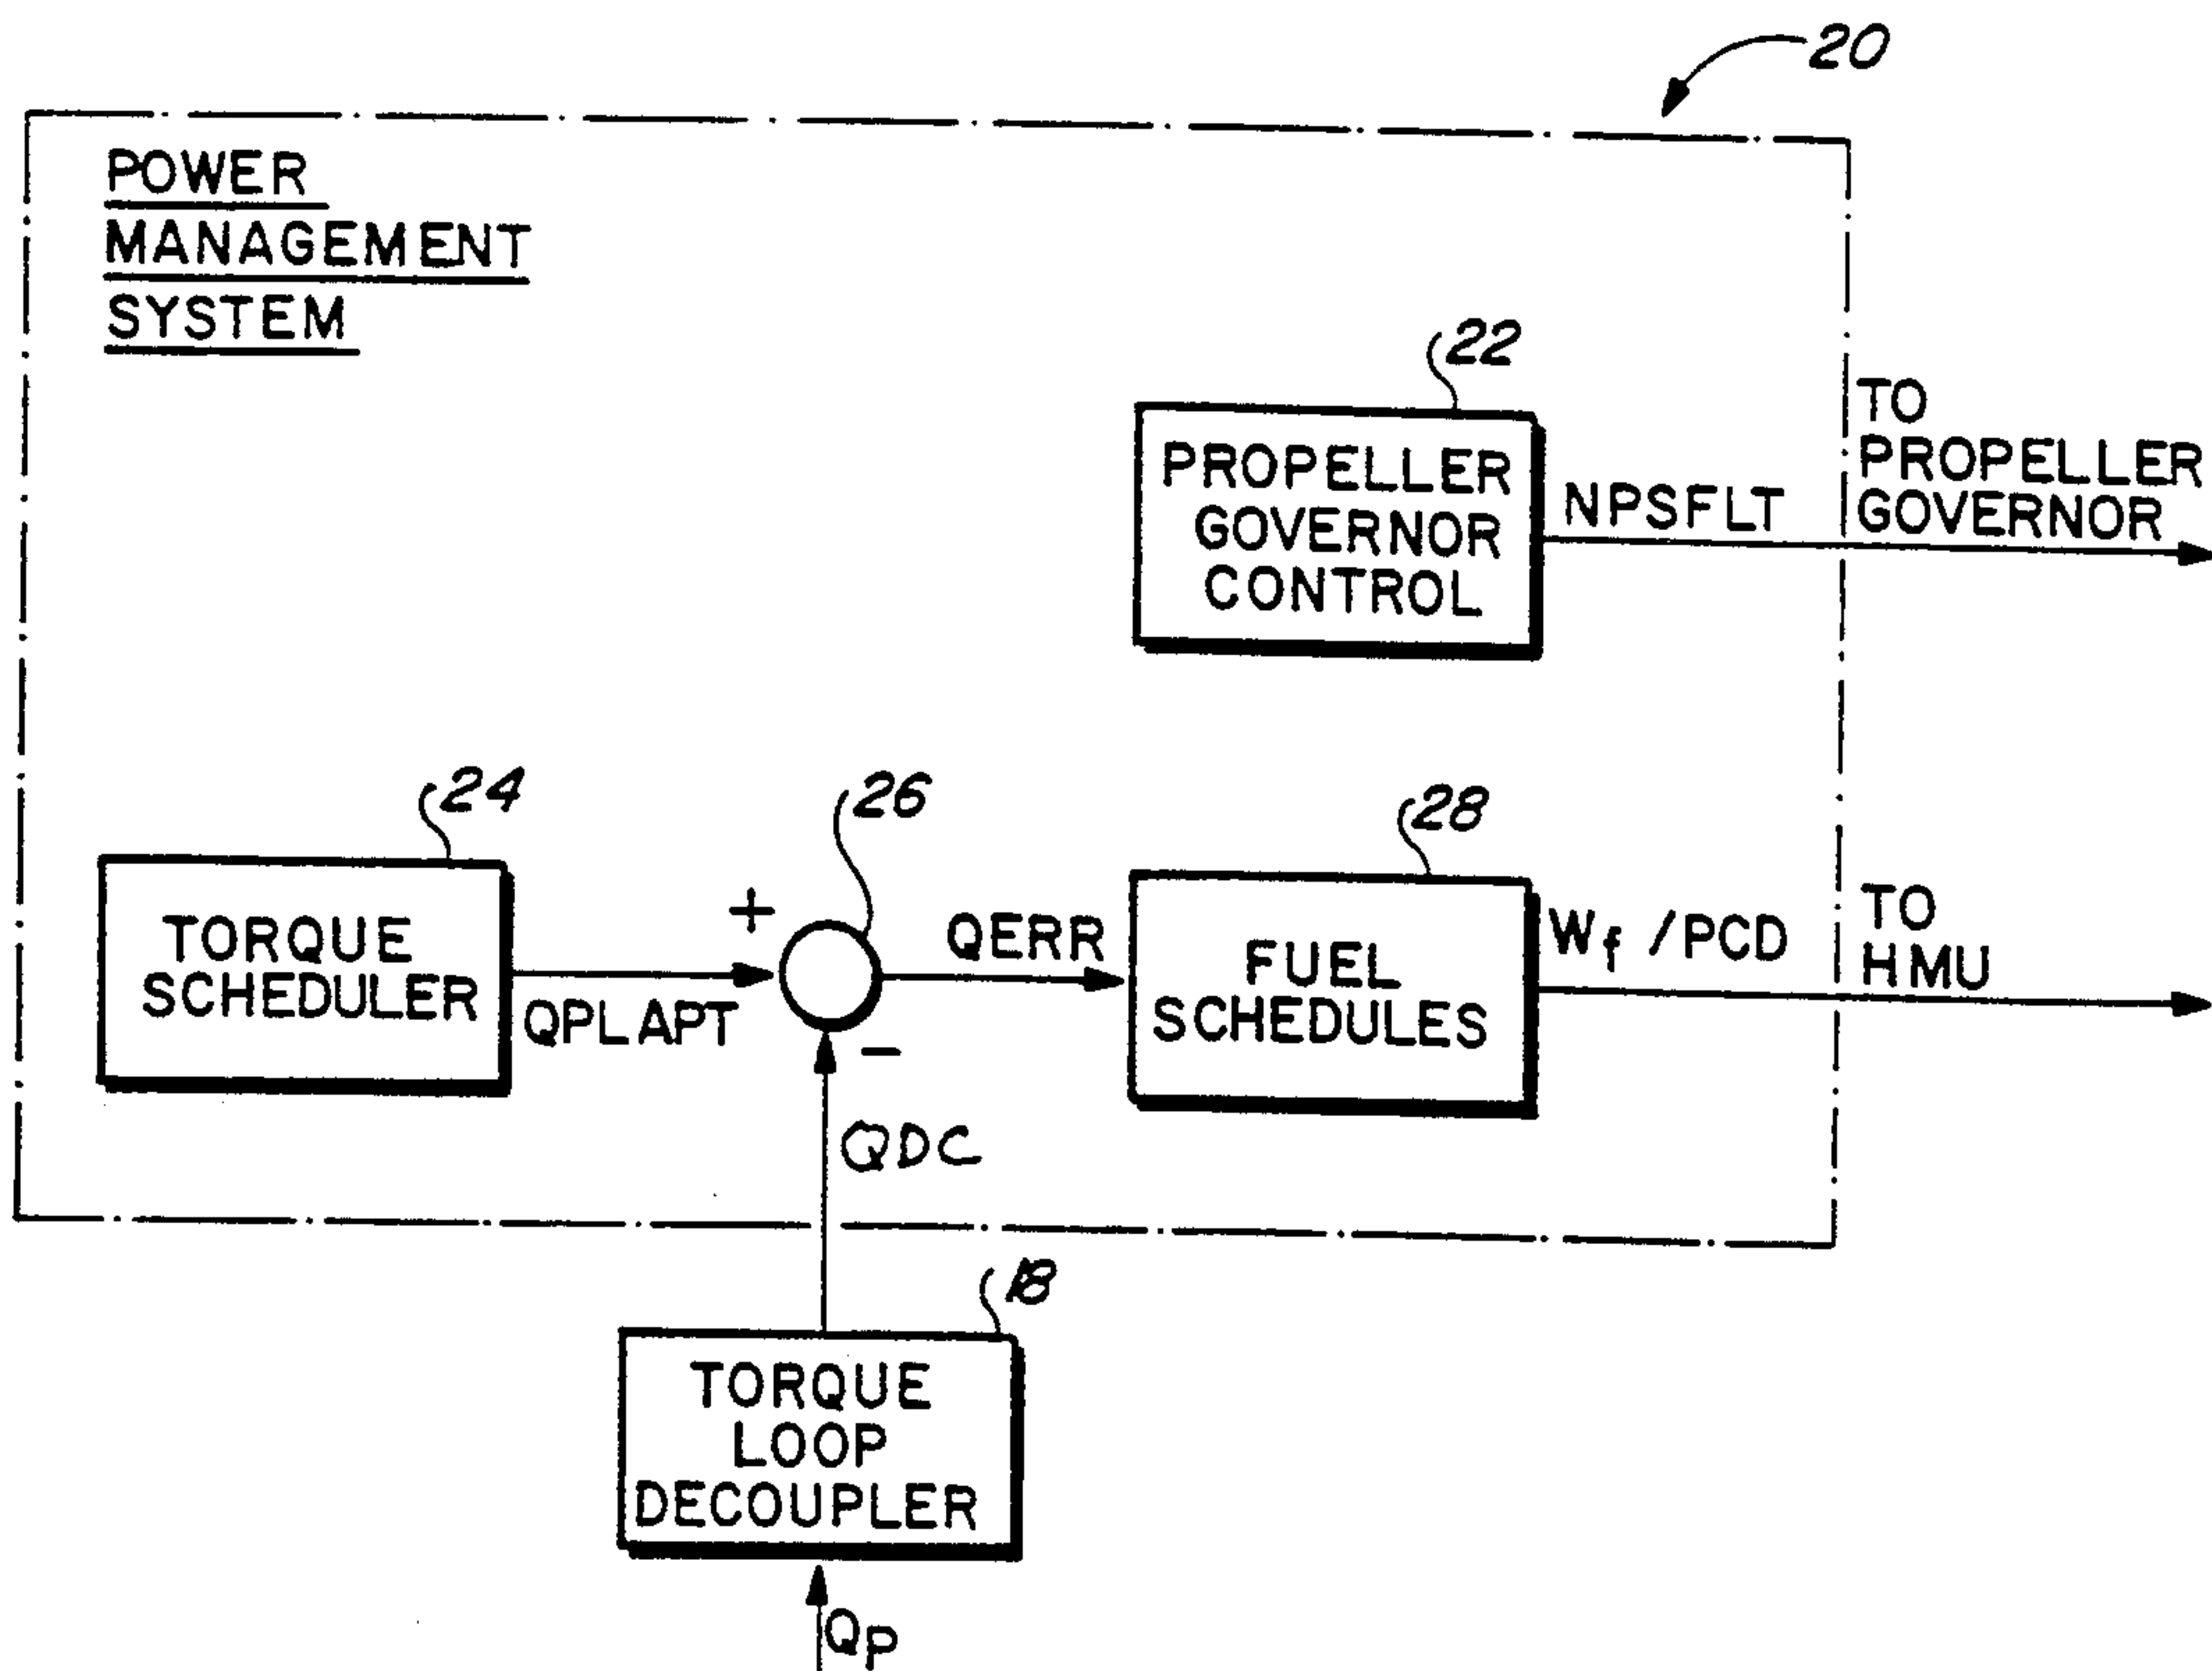 20
POWER
MANAGEMENT
SYSTEM
22
PROPELLER
GOVERNOR
CONTROL
NPSFLT
TO
PROPELLER
GOVERNOR
24
TORQUE
SCHEDULER
QPLAPT
+
26
−
QERR
28
FUEL
SCHEDULES
Wf /PCD
TO
HMU
QDC
18
TORQUE
LOOP
DECOUPLER
QP